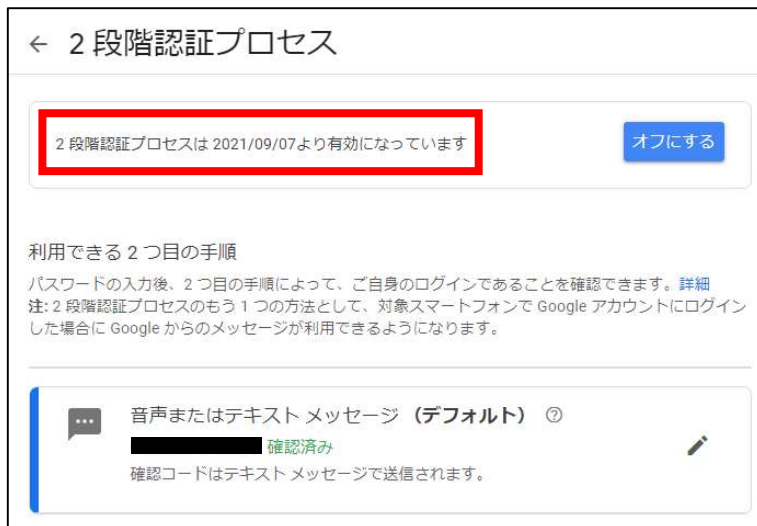 ← 2 段階認証プロセス
2 段階認証プロセスは 2021/09/07より有効になっています
オフにする
利用できる 2 つ目の手順
パスワードの入力後、2 つ目の手順によって、ご自身のログインであることを確認できます。詳細
注: 2 段階認証プロセスのもう 1 つの方法として、対象スマートフォンで Google アカウントにログイン
した場合に Google からのメッセージが利用できるようになります。
音声またはテキスト メッセージ （デフォルト）
確認済み
確認コードはテキスト メッセージで送信されます。